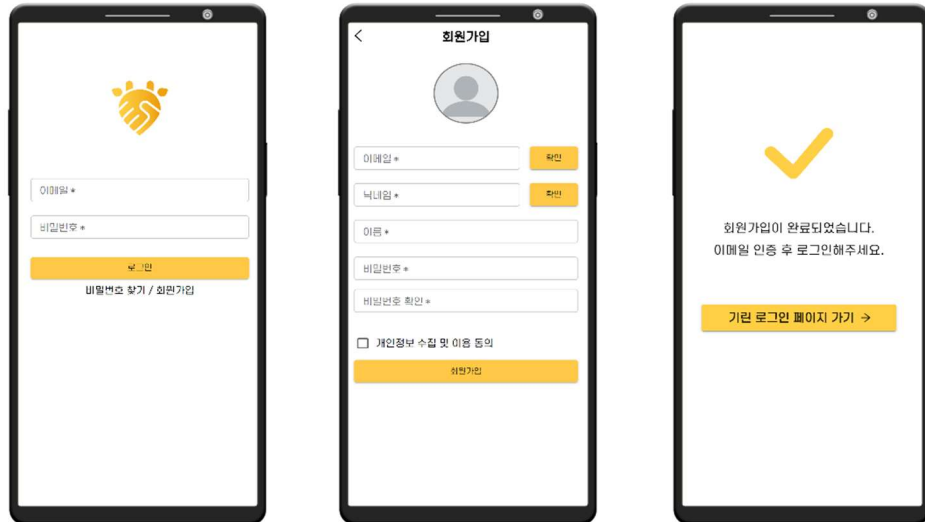 이메일 *
비밀번호 *
로그인
비밀번호 찾기 / 회원가입
회원가입
이메일 *
확인
닉네임 *
확인
이름 *
비밀번호 *
비밀번호 확인 *
개인정보 수집 및 이용 동의
회원가입
회원가입이 완료되었습니다.
이메일 인증 후 로그인해주세요.
기린 로그인 페이지 가기 →